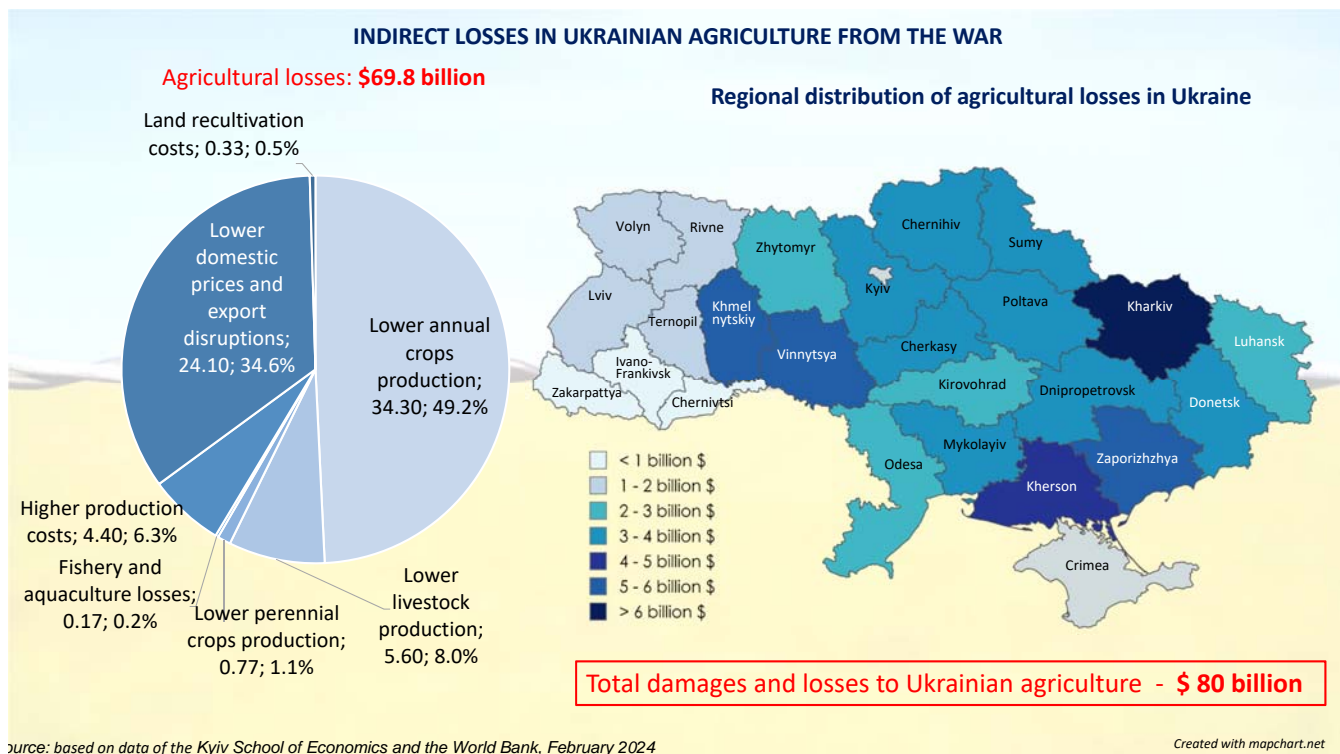 INDIRECT LOSSES IN UKRAINIAN AGRICULTURE FROM THE WAR
Agricultural losses: $69.8 billion
Land recultivation
costs; 0.33; 0.5%
Lower
domestic
prices and
export
disruptions;
24.10; 34.6%
Lower annual
crops
production;
34.30; 49.2%
Higher production
costs; 4.40; 6.3%
Fishery and
aquaculture losses;
0.17; 0.2%
Lower perennial
crops production;
0.77; 1.1%
Lower
livestock
production;
5.60; 8.0%
Regional distribution of agricultural losses in Ukraine
Volyn
Rivne
Zhytomyr
Chernihiv
Sumy
Kyiv
Lviv
Ternopil
Khmel
nytskiy
Vinnytsya
Cherkasy
Poltava
Kharkiv
Luhansk
Ivano-
Frankivsk
Zakarpattya
Chernivtsi
Kirovohrad
Dnipropetrovsk
Donetsk
Odesa
Mykolayiv
Zaporizhzhya
Kherson
Crimea
< 1 billion $
1 - 2 billion $
2 - 3 billion $
3 - 4 billion $
4 - 5 billion $
5 - 6 billion $
> 6 billion $
Total damages and losses to Ukrainian agriculture - $ 80 billion
ource: based on data of the Kyiv School of Economics and the World Bank, February 2024
Created with mapchart.net